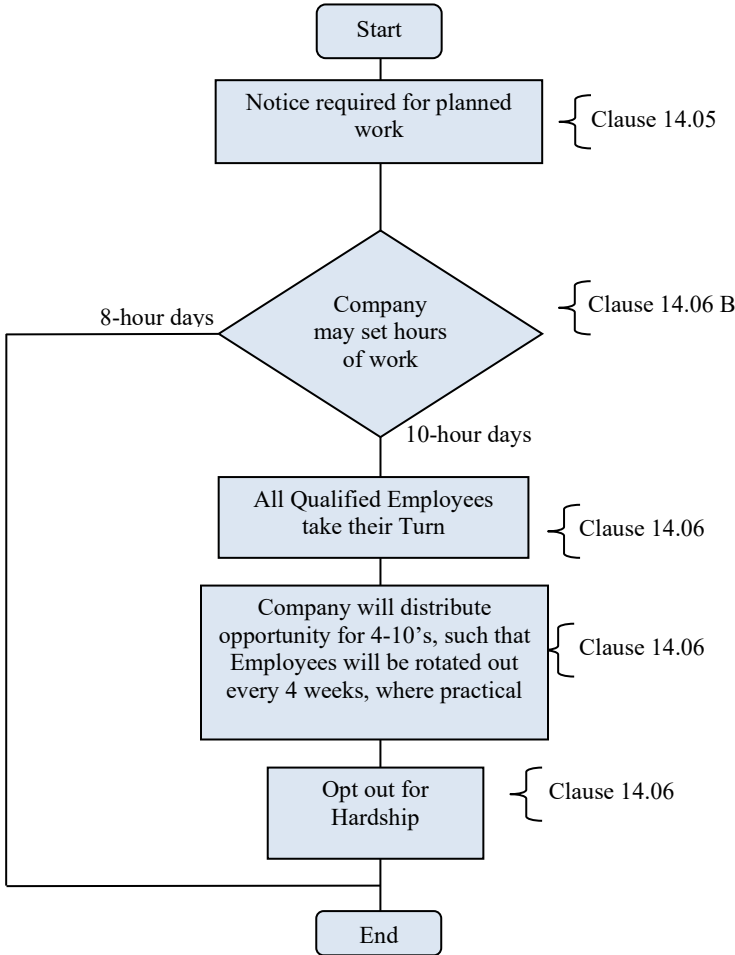 Start
Notice required for planned
work
Clause 14.05
Company
may set hours
of work
Clause 14.06 B
8-hour days
10-hour days
All Qualified Employees
take their Turn
Clause 14.06
Company will distribute
opportunity for 4-10’s, such that
Employees will be rotated out
every 4 weeks, where practical
Clause 14.06
Opt out for
Hardship
Clause 14.06
End